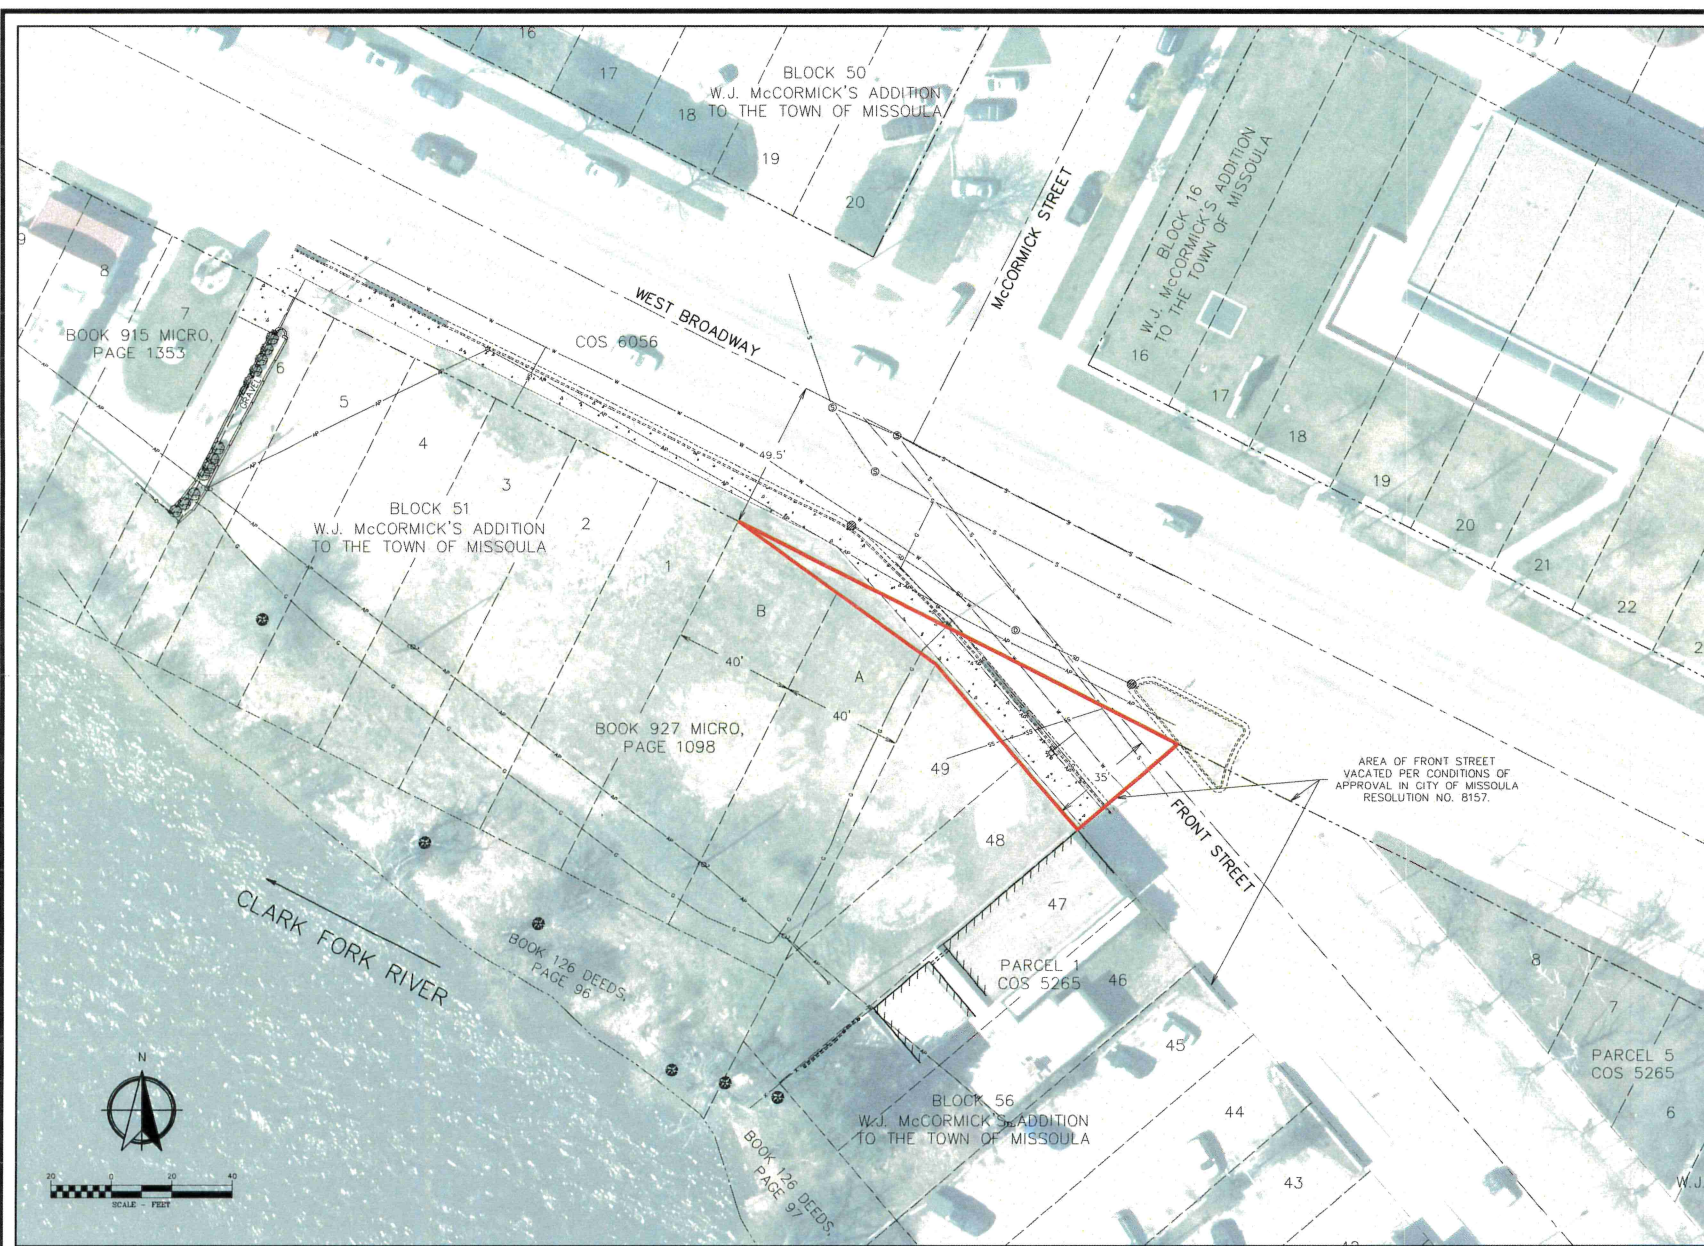 16
17
18
19
20
BLOCK 50
W.J. McCORMICK'S ADDITION
TO THE TOWN OF MISSOULA
McCORMICK STREET
BLOCK 16
W.J. McCORMICK'S ADDITION
TO THE TOWN OF MISSOULA
16
17
18
19
20
21
22
2
9
8
7
BOOK 915 MICRO,
PAGE 1353
GRAVEL
6
5
4
3
2
1
B
A
WEST BROADWAY
COS 6056
49.5'
BLOCK 51
W.J. McCORMICK'S ADDITION
TO THE TOWN OF MISSOULA
40'
40'
BOOK 927 MICRO,
PAGE 1098
49
48
47
46
45
44
43
42
35'
FRONT STREET
AREA OF FRONT STREET
VACATED PER CONDITIONS OF
APPROVAL IN CITY OF MISSOULA
RESOLUTION NO. 8157.
CLARK FORK RIVER
BOOK 126 DEEDS,
PAGE 96
PARCEL 1
COS 5265
8
7
PARCEL 5
COS 5265
6
W.J.
BLOCK 56
W.J. McCORMICK'S ADDITION
TO THE TOWN OF MISSOULA
BOOK 126 DEEDS,
PAGE 97
N
20 0 20 40
SCALE - FEET